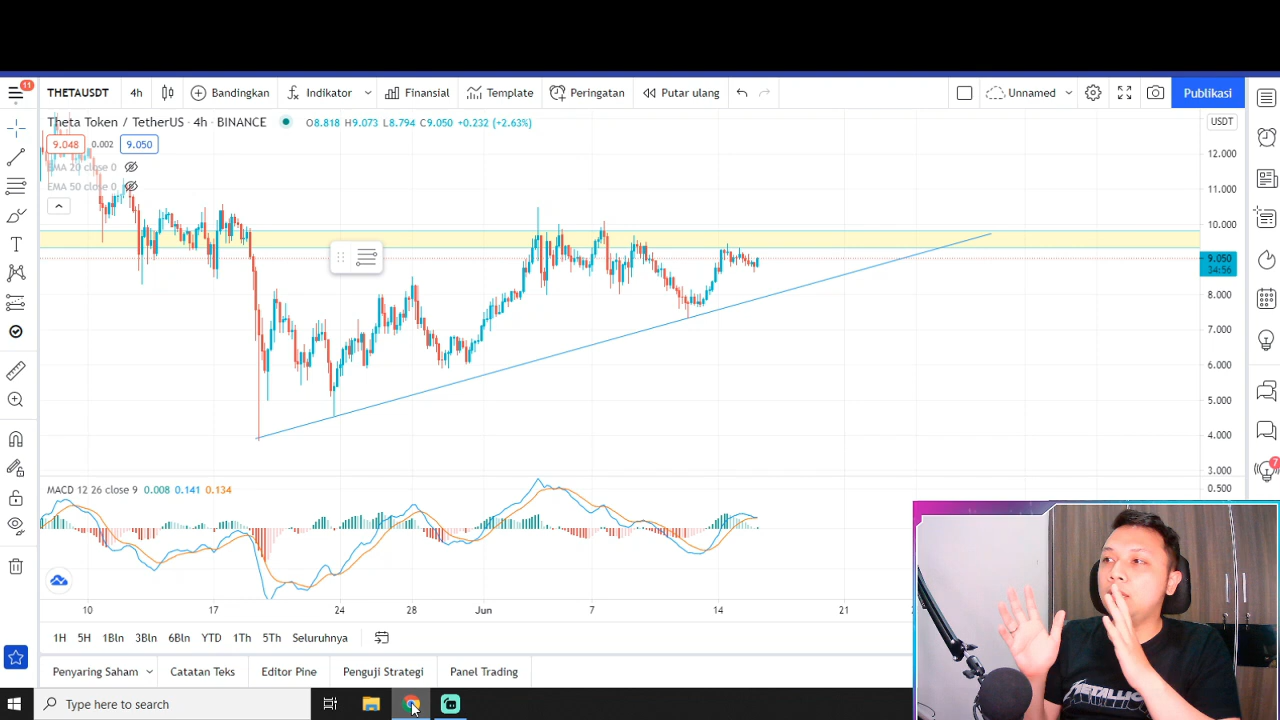 11
THETAUSDT
4h
Bandingkan
Indikator
Finansial
Template
Peringatan
Putar ulang
Unnamed
Publikasi
Theta Token / TetherUS · 4h · BINANCE
O8.818 H9.073 L8.794 C9.050 +0.232 (+2.63%)
USDT
9.048
0.002
9.050
EMA 20 close 0
EMA 50 close 0
12.000
11.000
10.000
9.050
34:56
8.000
7.000
6.000
5.000
4.000
3.000
MACD 12 26 close 9 0.008 0.141 0.134
0.500
7
10
17
24
28
Jun
7
14
21
1H
5H
1Bln
3Bln
6Bln
YTD
1Th
5Th
Seluruhnya
Penyaring Saham
Catatan Teks
Editor Pine
Penguji Strategi
Panel Trading
METALLIC
Type here to search